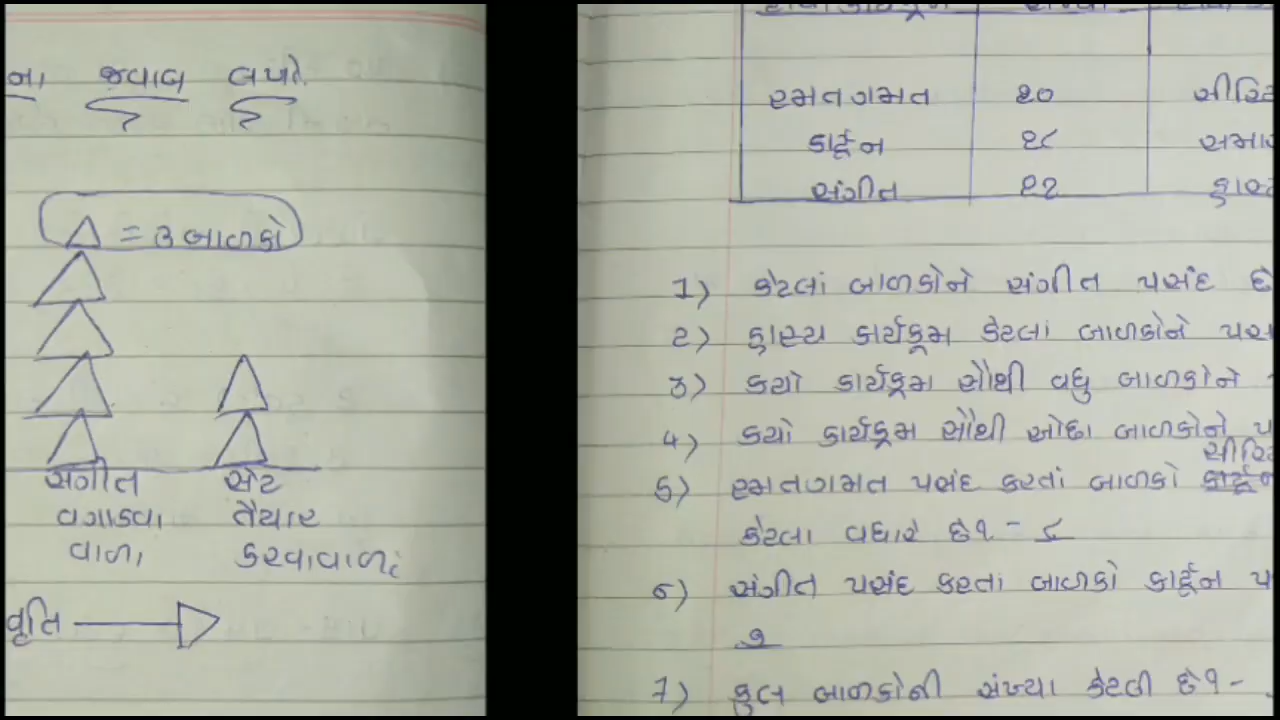 ના જવાબ લખો.
△ = ૩ બાળકો
સંગીત વગાડવા વાળા
સેટ તૈયાર કરવાવાળા
વૃતિ
રમતગમત ૨૦
કાર્ટૂન ૧૮
સંગીત ૧૨
1) કેટલાં બાળકોને સંગીત પસંદ છે
2) હાસ્ય કાર્યક્રમ કેટલાં બાળકોને પસ
3) કયો કાર્યક્રમ સૌથી વધુ બાળકોને
4) કયો કાર્યક્રમ સૌથી ઓછા બાળકોને પ
5) રમતગમત પસંદ કરતાં બાળકો કાર્ટૂન
કેટલા વધારે છે?
6) સંગીત પસંદ કરતાં બાળકો કાર્ટૂન પ
7) કુલ બાળકોની સંખ્યા કેટલી છે? -